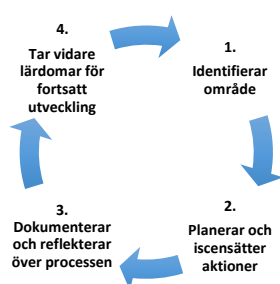 1.
Identifierar
område
2.
Planerar och
iscensätter
aktioner
3.
Dokumenterar
och reflekterar
över processen
4.
Tar vidare
lärdomar för
fortsatt
utveckling